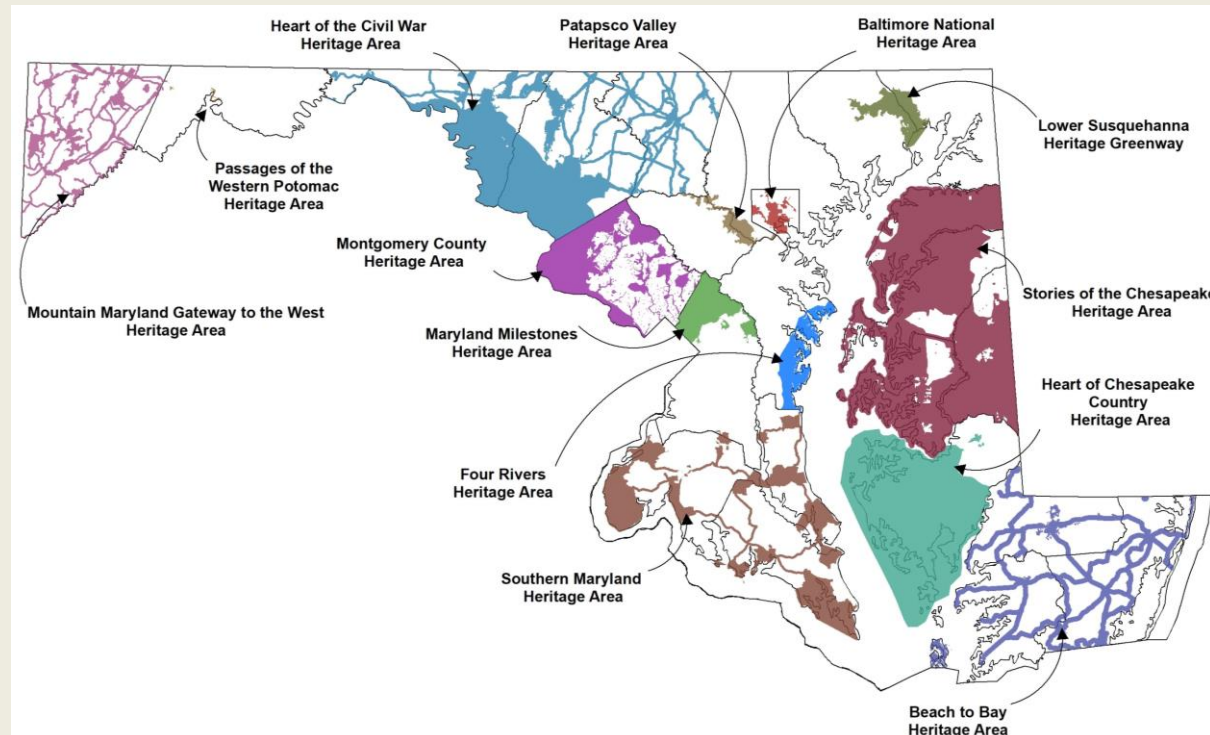 Heart of the Civil War
Heritage Area
Patapsco Valley
Heritage Area
Baltimore National
Heritage Area
Lower Susquehanna
Heritage Greenway
Passages of the
Western Potomac
Heritage Area
Montgomery County
Heritage Area
Mountain Maryland Gateway to the West
Heritage Area
Maryland Milestones
Heritage Area
Stories of the Chesapeake
Heritage Area
Heart of Chesapeake
Country
Heritage Area
Four Rivers
Heritage Area
Southern Maryland
Heritage Area
Beach to Bay
Heritage Area